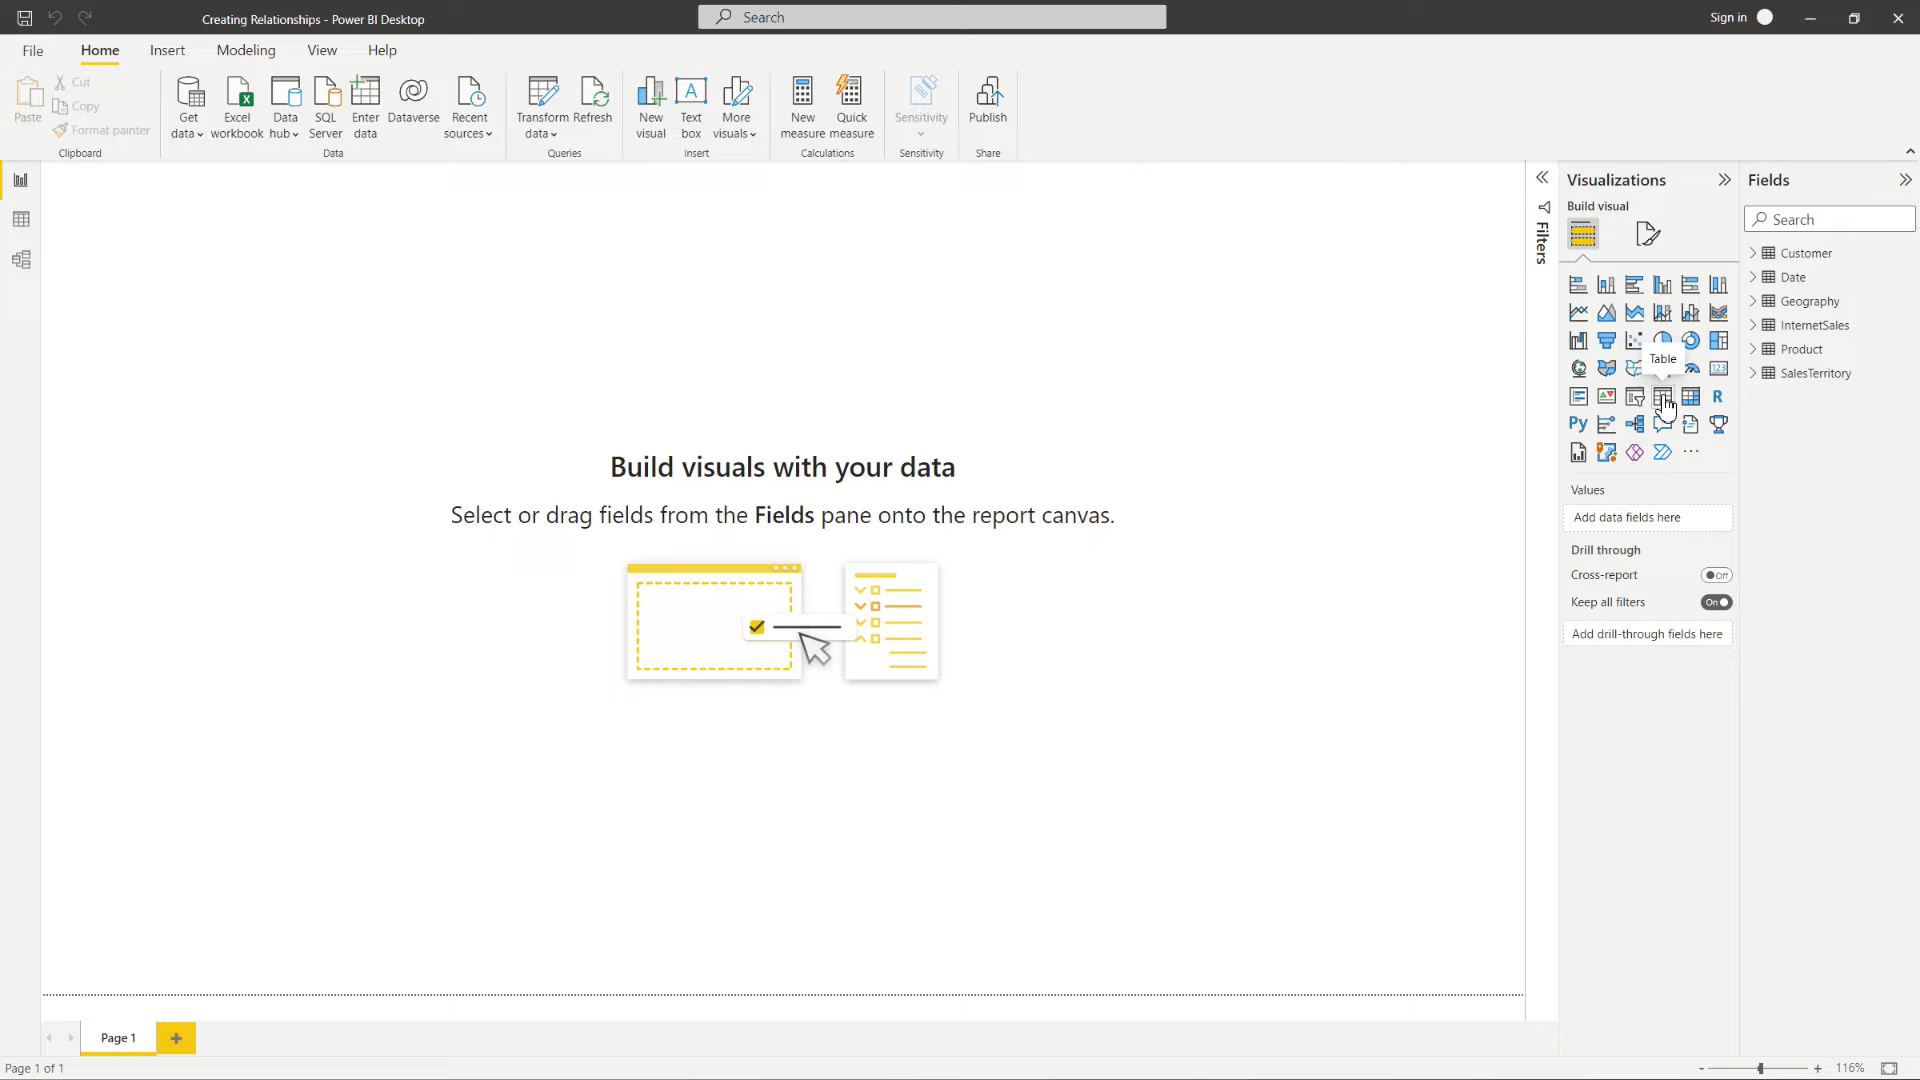 Creating Relationships - Power BI Desktop
Search
Sign in
File
Home
Insert
Modeling
View
Help
Paste
Cut
Copy
Format painter
Clipboard
Get data
Excel workbook
Data hub
SQL Server
Enter data
Dataverse
Recent sources
Data
Transform data
Refresh
Queries
New visual
Text box
More visuals
Insert
New measure
Quick measure
Calculations
Sensitivity
Sensitivity
Publish
Share
Build visuals with your data
Select or drag fields from the Fields pane onto the report canvas.
Filters
Visualizations
Build visual
Table
123
R
Py
Values
Add data fields here
Drill through
Cross-report
Off
Keep all filters
On
Add drill-through fields here
Fields
Search
Customer
Date
Geography
InternetSales
Product
SalesTerritory
Page 1
Page 1 of 1
- + 116%